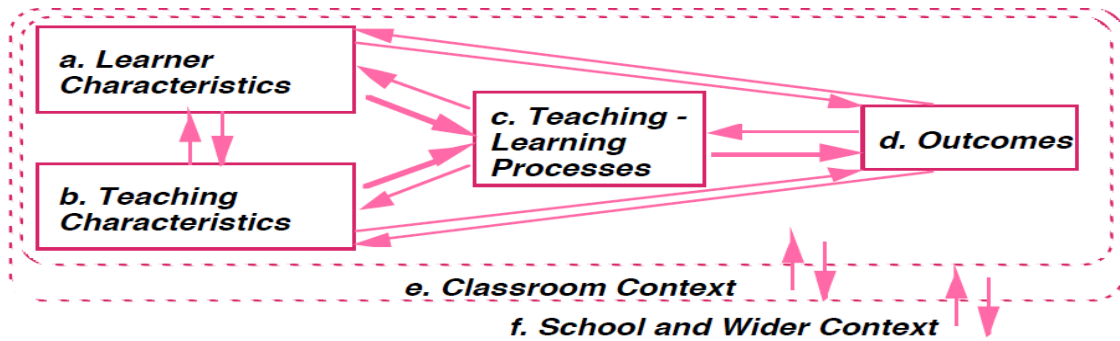 a. Learner
Characteristics
b. Teaching
Characteristics
c. Teaching -
Learning
Processes
d. Outcomes
e. Classroom Context
f. School and Wider Context